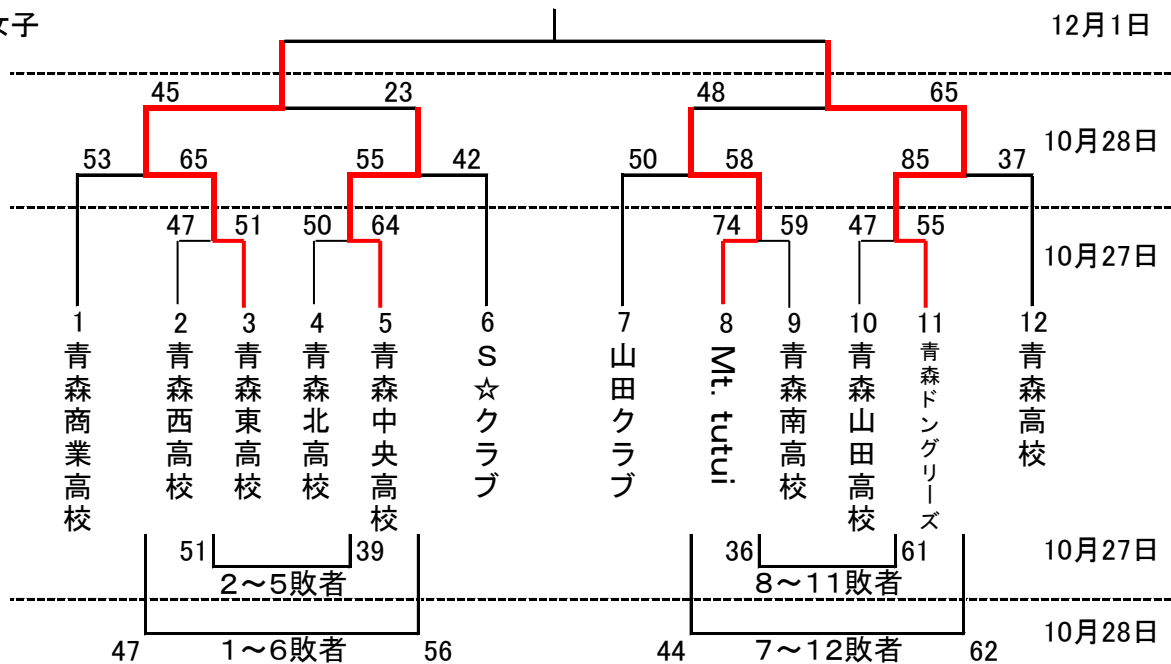 女子
12月1日
45 23 48 65
10月28日
53 65 55 42 50 58 85 37
47 51 50 64 74 59 47 55
10月27日
1 2 3 4 5 6 7 8 9 10 11 12
青森商業高校
青森西高校
青森東高校
青森北高校
青森中央高校
S☆クラブ
山田クラブ
Mt. tutui
青森南高校
青森山田高校
青森ドングリーズ
青森高校
51 39 36 61 10月27日
2～5敗者 8～11敗者
10月28日
47 1～6敗者 56 44 7～12敗者 62